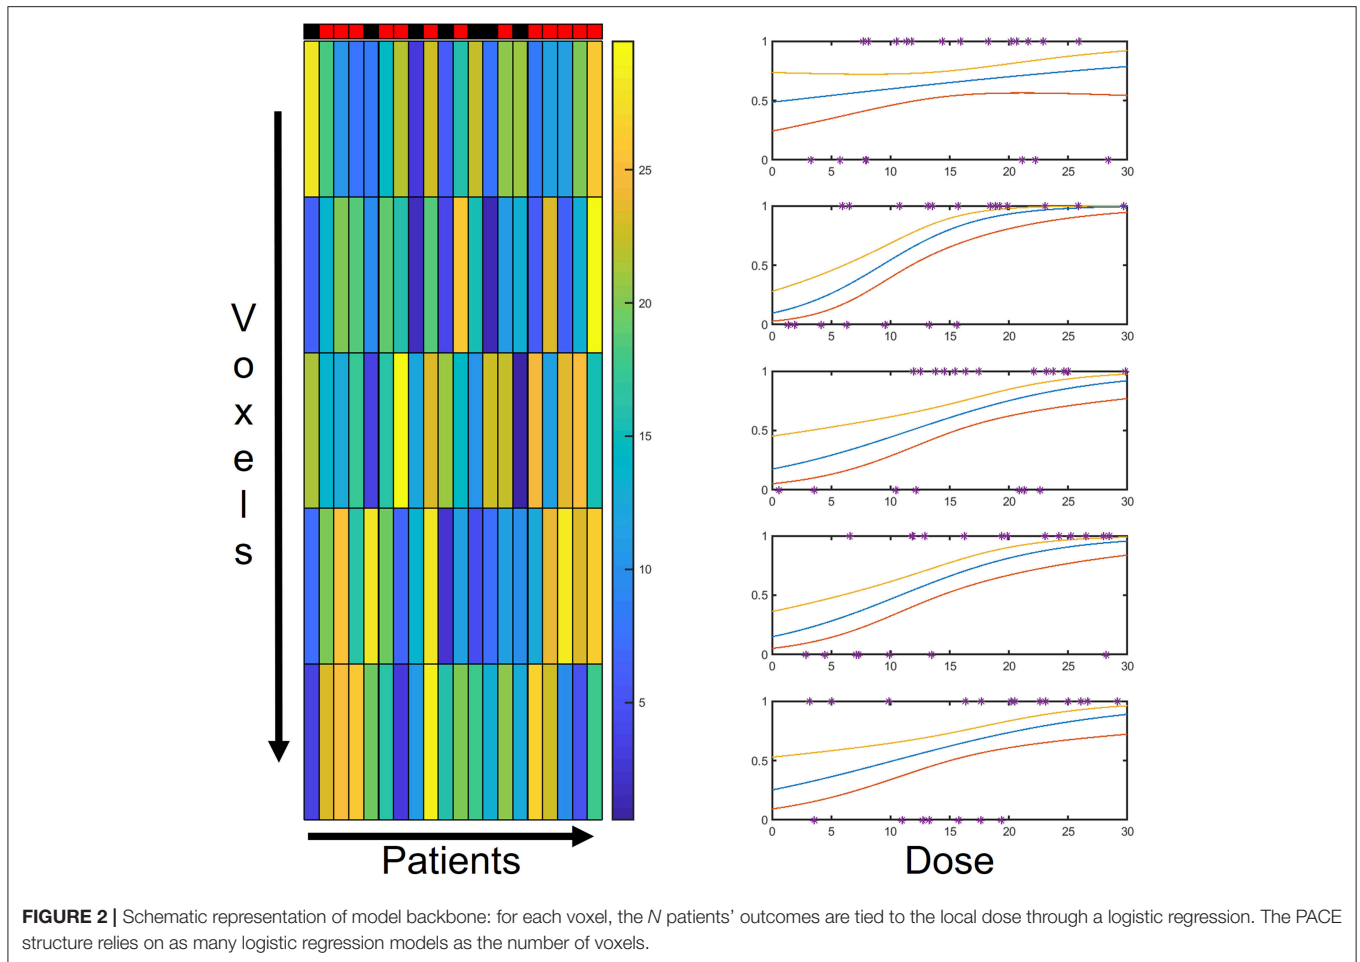 Voxels
25
20
15
10
5
Patients
1
0.5
0
0 5 10 15 20 25 30
1
0.5
0
0 5 10 15 20 25 30
1
0.5
0
0 5 10 15 20 25 30
1
0.5
0
0 5 10 15 20 25 30
1
0.5
0
0 5 10 15 20 25 30
Dose
FIGURE 2 | Schematic representation of model backbone: for each voxel, the N patients’ outcomes are tied to the local dose through a logistic regression. The PACE
structure relies on as many logistic regression models as the number of voxels.